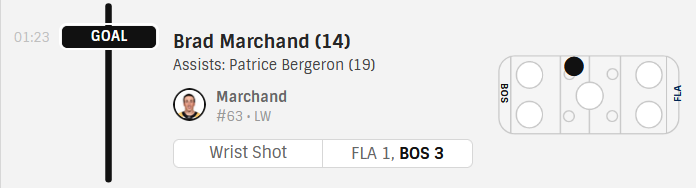 01:23
GOAL
Brad Marchand (14)
Assists: Patrice Bergeron (19)
Marchand
#63 • LW
Wrist Shot
FLA 1, BOS 3
BOS
FLA